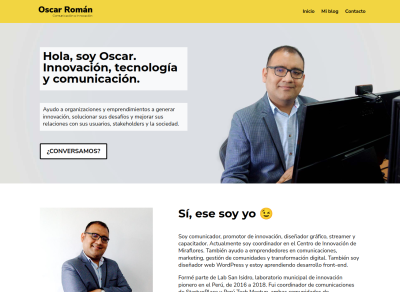 Oscar Román
Comunicación e Innovación
Inicio Mi blog Contacto
Hola, soy Oscar.
Innovación, tecnología
y comunicación.
Ayudo a organizaciones y emprendimientos a generar
innovación, solucionar sus desafíos y mejorar sus
relaciones con sus usuarios, stakeholders y la sociedad.
¿CONVERSAMOS?
Sí, ese soy yo 😉
Soy comunicador, promotor de innovación, diseñador gráfico, streamer y
capacitador. Actualmente soy coordinador en el Centro de Innovación de
Miraflores. También ayudo a emprendedores en comunicaciones,
marketing, gestión de comunidades y transformación digital. También soy
diseñador web WordPress y estoy aprendiendo desarrollo front-end.
Formé parte de Lab San Isidro, laboratorio municipal de innovación
pionero en el Perú, de 2016 a 2018. Fui coordinador de comunicaciones